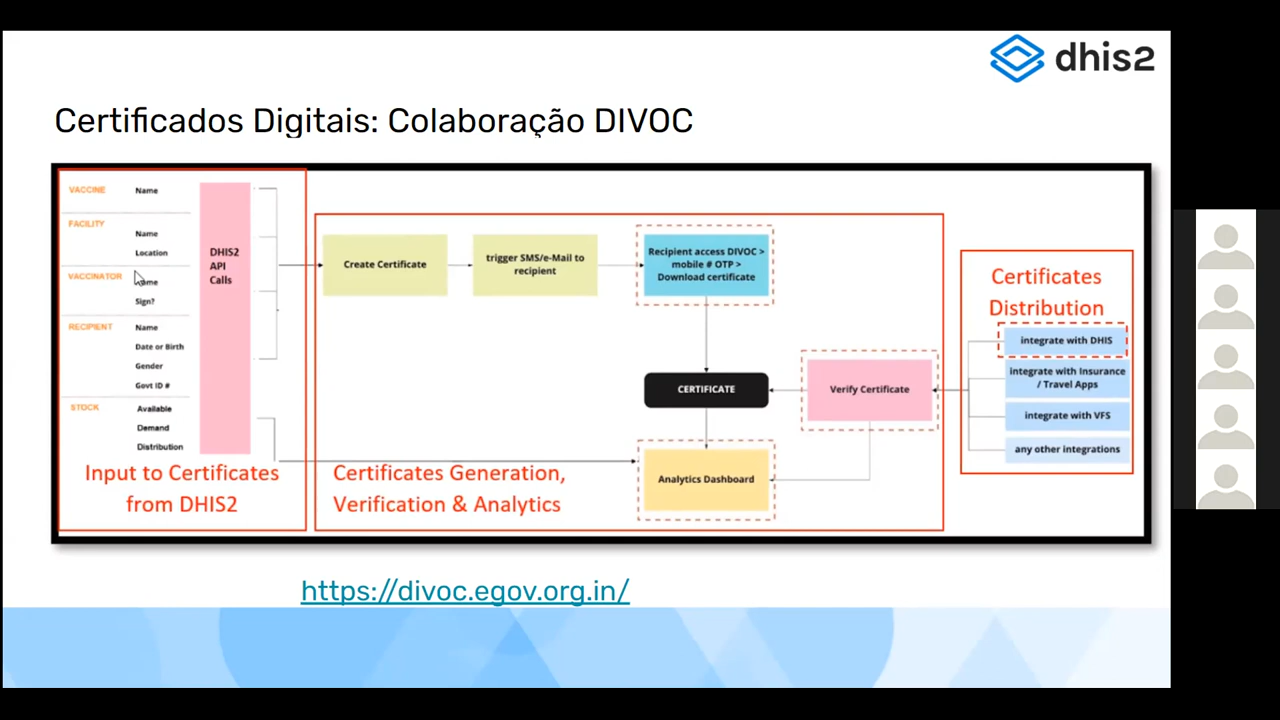 dhis2
Certificados Digitais: Colaboração DIVOC
VACCINE Name
FACILITY
Name
Location
VACCINATOR
Sign?
RECIPIENT Name
Date or Birth
Gender
Govt ID #
STOCK Available
Demand
Distribution
DHIS2
API
Calls
Input to Certificates
from DHIS2
Create Certificate
trigger SMS/e-Mail to
recipient
Recipient access DIVOC >
mobile # OTP >
Download certificate
CERTIFICATE
Verify Certificate
Analytics Dashboard
Certificates Generation,
Verification & Analytics
Certificates
Distribution
integrate with DHIS
integrate with Insurance
/ Travel Apps
integrate with VFS
any other integrations
https://divoc.egov.org.in/